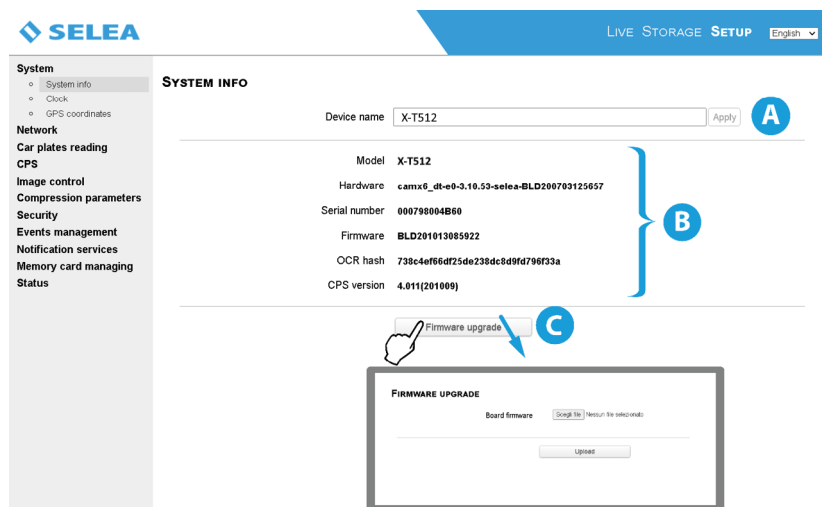 SELEA
LIVE STORAGE SETUP English
System
System info
Clock
GPS coordinates
Network
Car plates reading
CPS
Image control
Compression parameters
Security
Events management
Notification services
Memory card managing
Status
SYSTEM INFO
Device name X-T512 Apply A
Model X-T512
Hardware camx6_dt-e0-3.10.53-selea-BLD200703125657
Serial number 000798004B60
Firmware BLD201013085922
OCR hash 738c4ef66df25de238dc8d9fd796f33a
CPS version 4.011(201009)
B
Firmware upgrade C
FIRMWARE UPGRADE
Board firmware Scegli file Nessun file selezionato
Upload